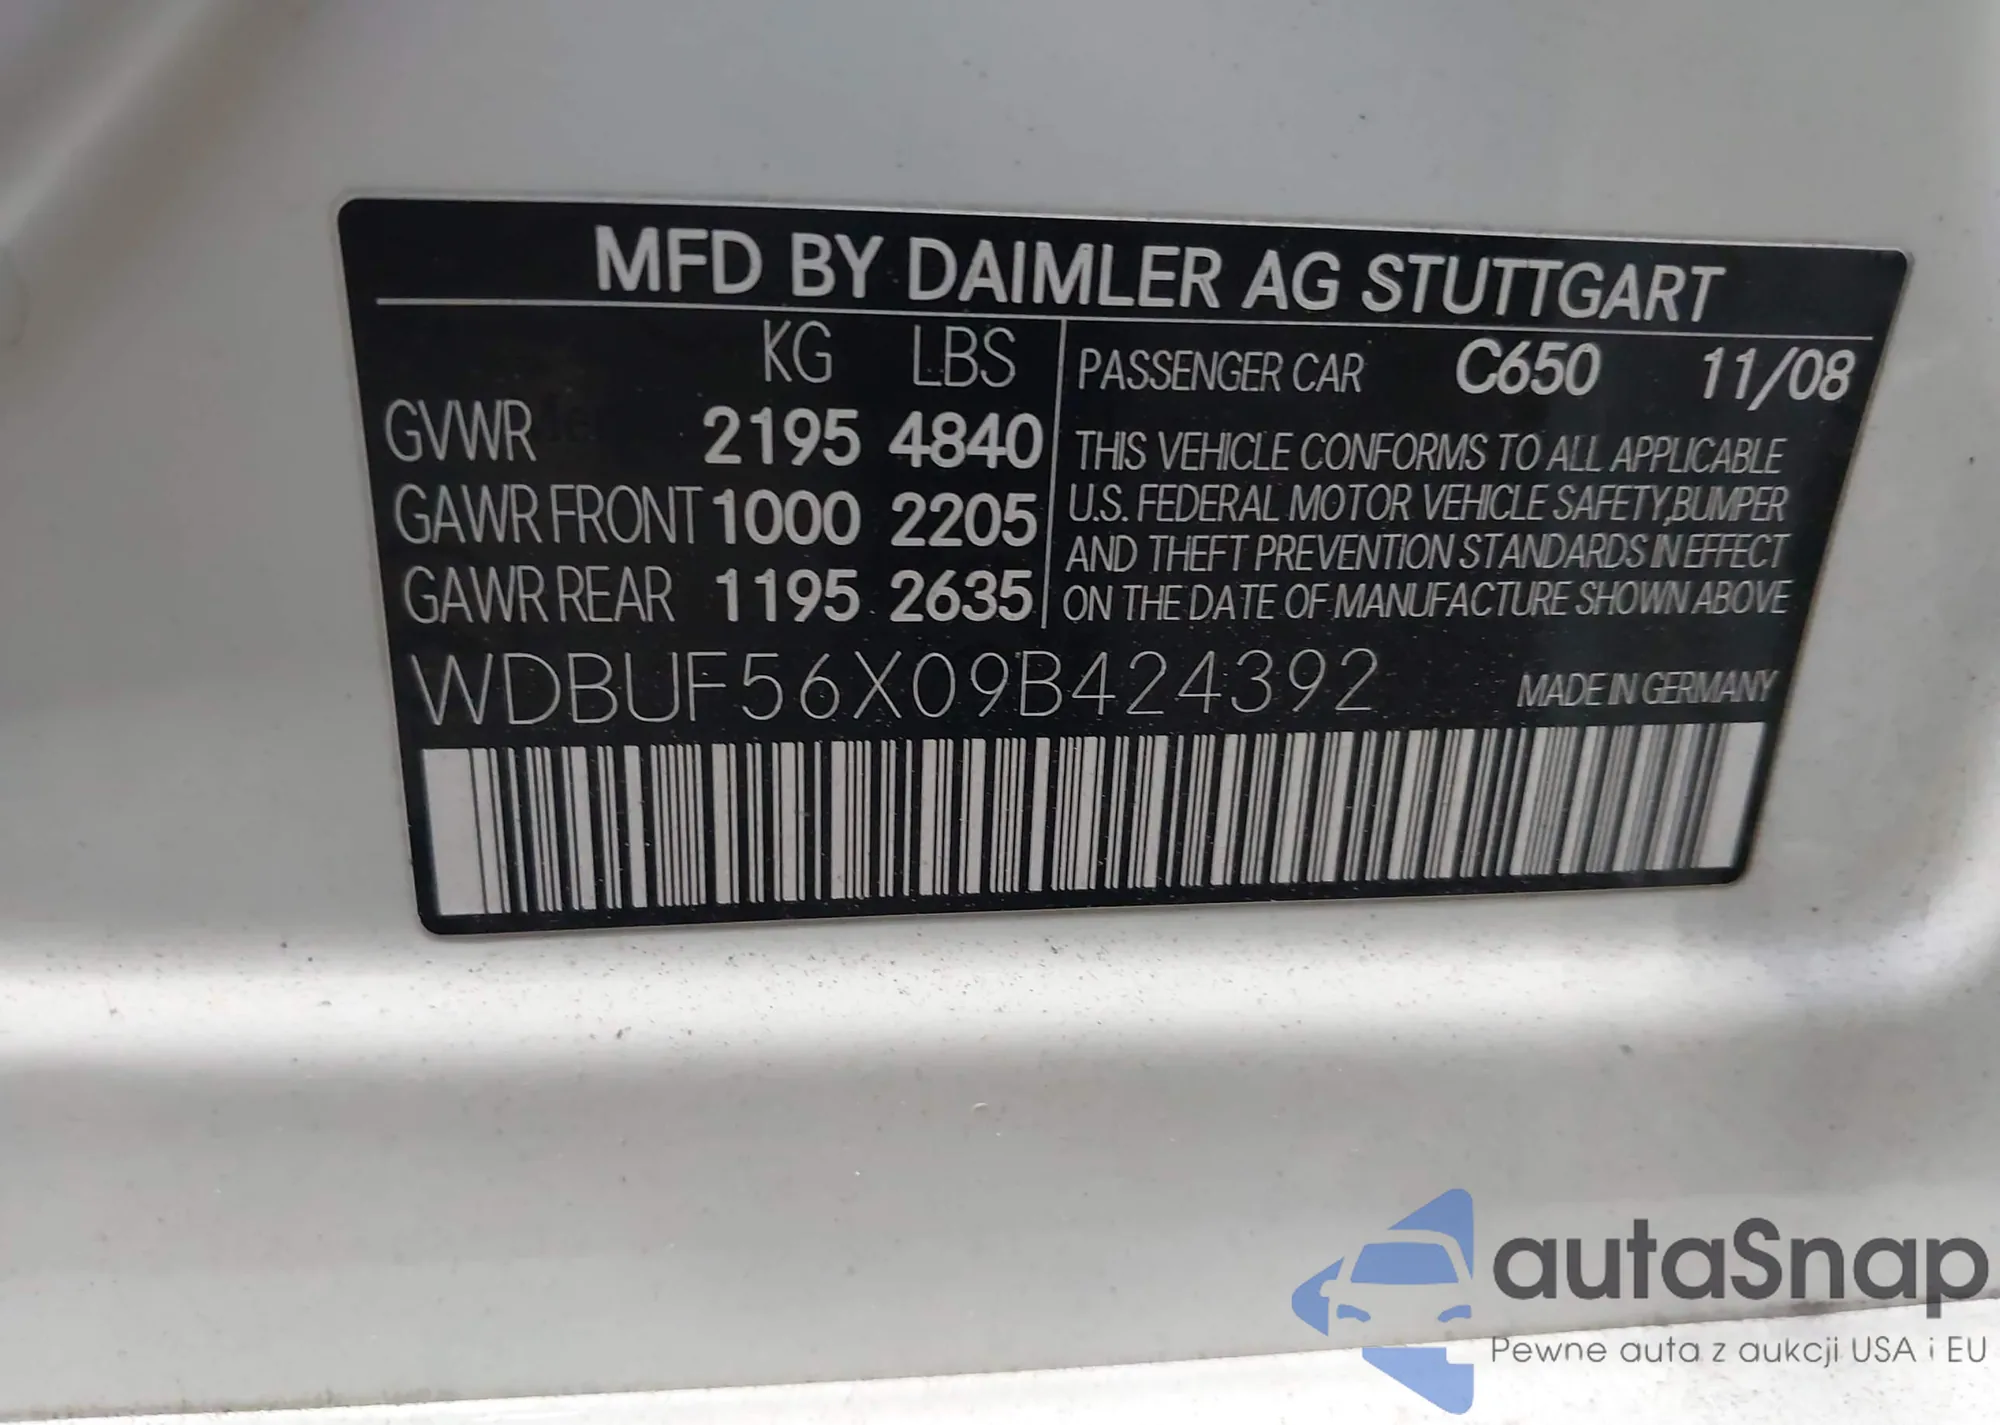 MFD BY DAIMLER AG STUTTGART
KG LBS
GVWR 2195 4840
GAWR FRONT 1000 2205
GAWR REAR 1195 2635
PASSENGER CAR C650 11/08
THIS VEHICLE CONFORMS TO ALL APPLICABLE
U.S. FEDERAL MOTOR VEHICLE SAFETY,BUMPER
AND THEFT PREVENTION STANDARDS IN EFFECT
ON THE DATE OF MANUFACTURE SHOWN ABOVE
WDBUF56X09B424392
MADE IN GERMANY
autaSnap
Pewne auta z aukcji USA i EU